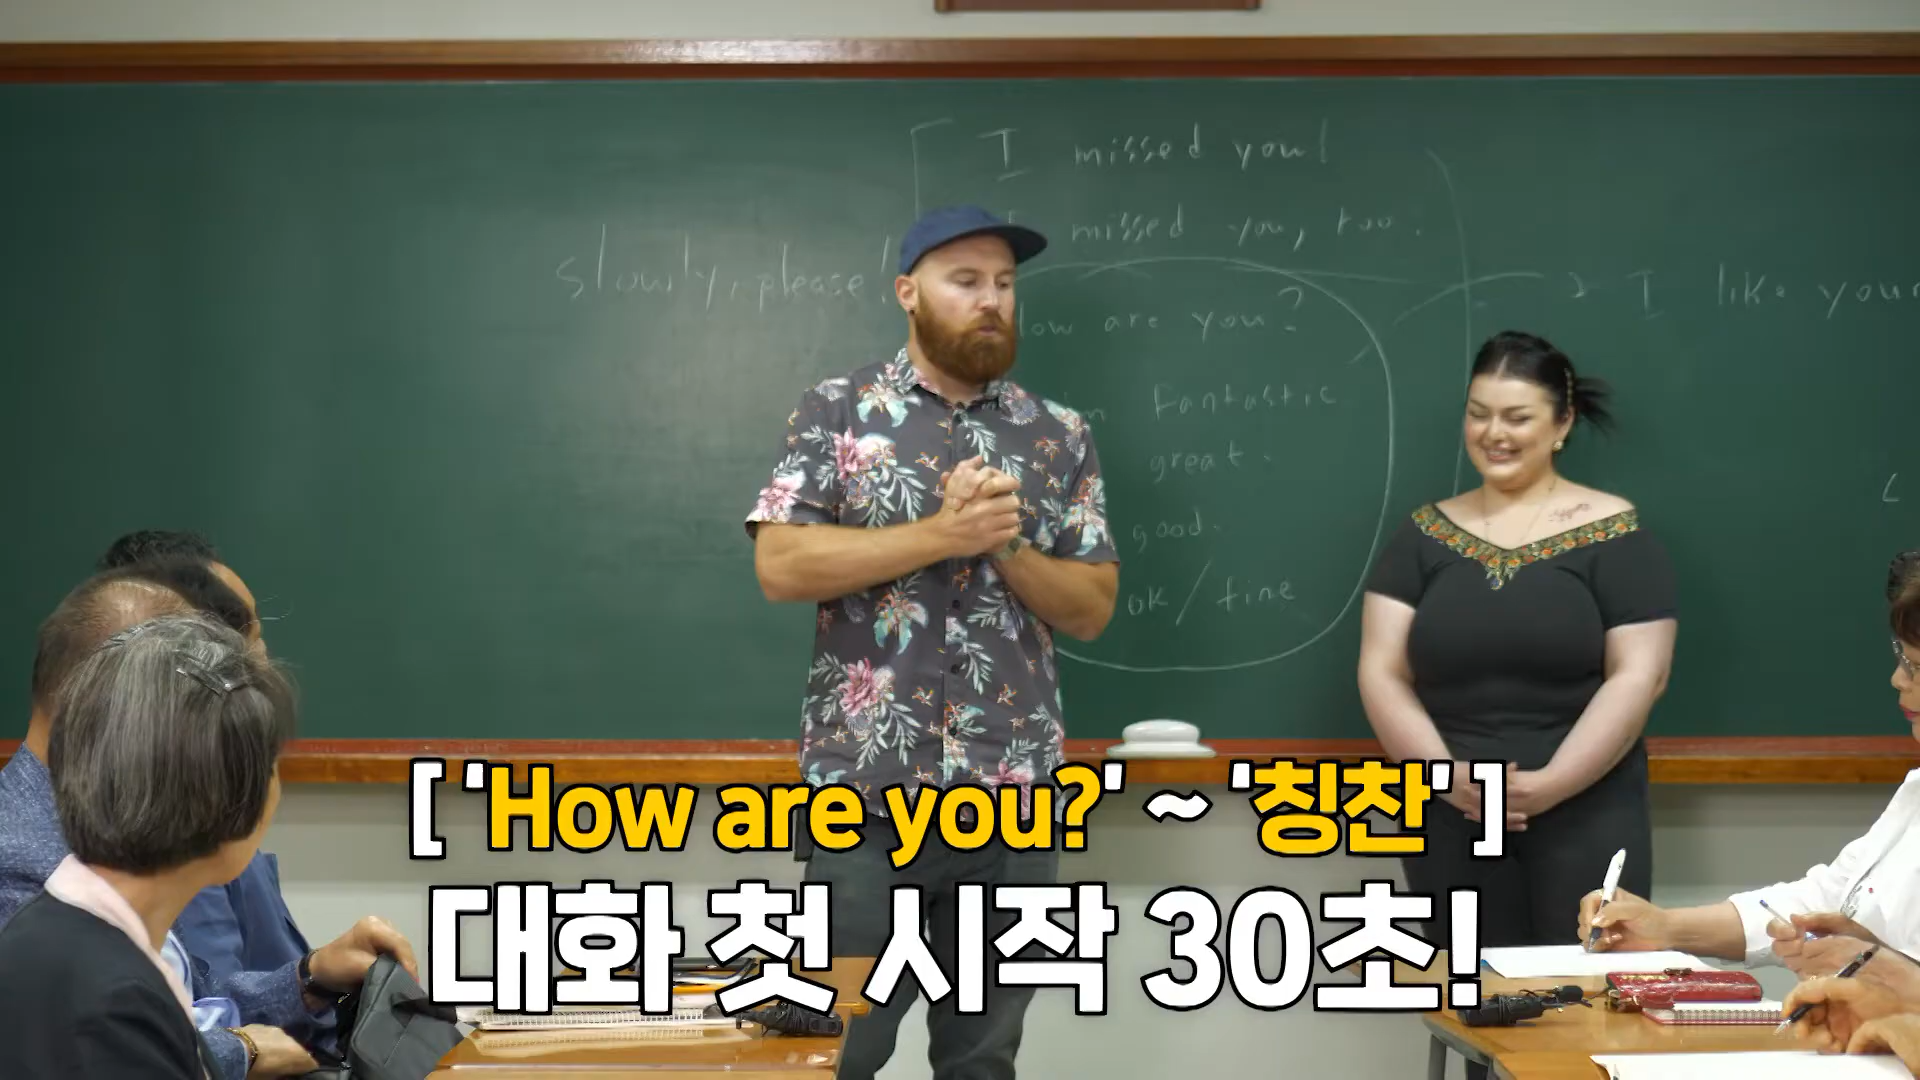 I missed you!
missed you, too.
slowly, please!
How are you?
I like your
fantastic
great.
good.
ok / fine
[ 'How are you?' ~ '칭찬' ]
대화 첫 시작 30초!